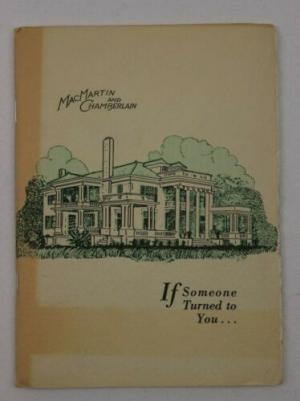 MacMartin
and
Chamberlain
If Someone
Turned to
You...